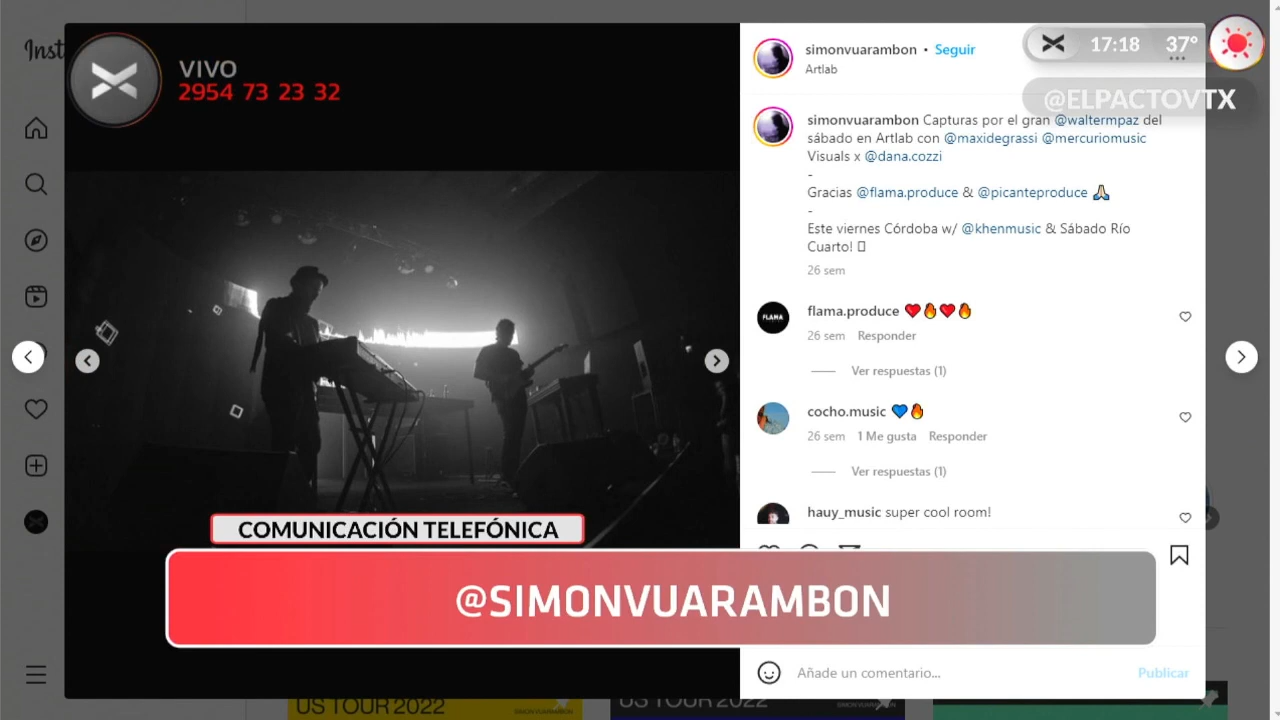 Inst
VIVO
2954 73 23 32
simonvuarambon • Seguir
Artlab
17:18 37°
@ELPACTOVTX
simonvuarambon Capturas por el gran @waltermpaz del
sábado en Artlab con @maxidegrassi @mercuriomusic
Visuals x @dana.cozzi
-
Gracias @flama.produce & @picanteproduce 🙏🏻
-
Este viernes Córdoba w/ @khenmusic & Sábado Río
Cuarto!
26 sem
FLAMA
flama.produce ❤️🔥❤️🔥
26 sem Responder
Ver respuestas (1)
cocho.music 💙🔥
26 sem 1 Me gusta Responder
Ver respuestas (1)
hauy_music super cool room!
COMUNICACIÓN TELEFÓNICA
@SIMONVUARAMBON
Añade un comentario... Publicar
US TOUR 2022
US TOUR 2022